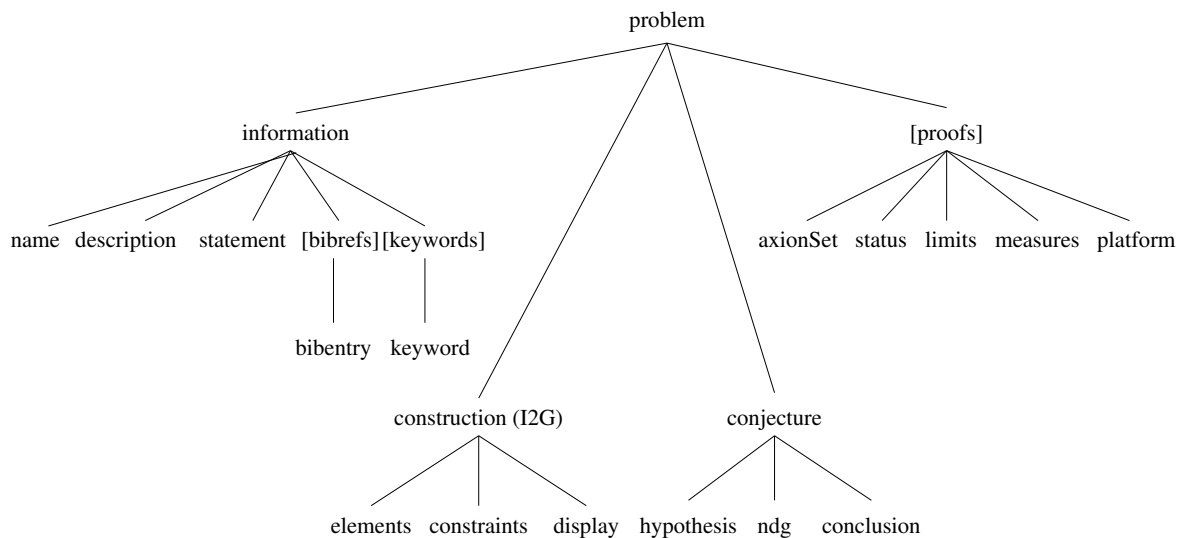 problem
information [proofs]
name description statement [bibrefs] [keywords] axionSet status limits measures platform
bibentry keyword
construction (I2G) conjecture
elements constraints display hypothesis ndg conclusion